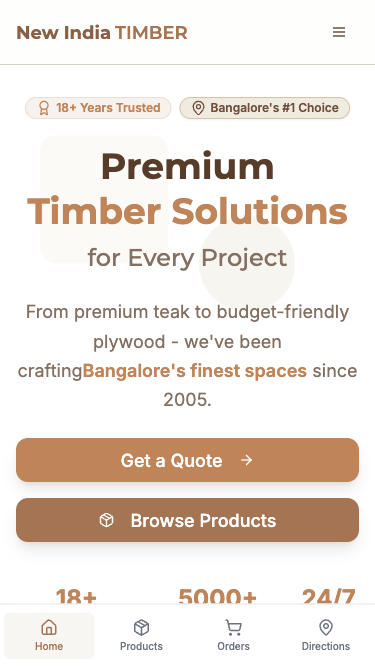 New India TIMBER
18+ Years Trusted
Bangalore's #1 Choice
Premium
Timber Solutions
for Every Project
From premium teak to budget-friendly
plywood - we've been
craftingBangalore's finest spaces since
2005.
Get a Quote
Browse Products
18+ 5000+ 24/7
Home Products Orders Directions